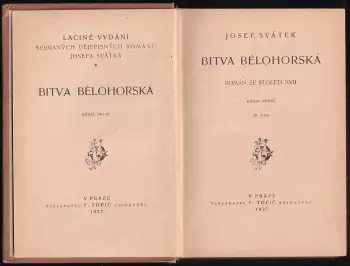 LACINÉ VYDÁNÍ
SEBRANÝCH DĚJEPISNÝCH ROMÁNŮ
JOSEFA SVÁTKA
BITVA BĚLOHORSKÁ
KNIHA PRVNÍ
V PRAZE
NAKLADATEL F. TOPIČ KNIHKUPEC
1927
JOSEF SVÁTEK
BITVA BĚLOHORSKÁ
ROMÁN ZE STOLETÍ XVII
KNIHA PRVNÍ
V PRAZE
NAKLADATEL F. TOPIČ KNIHKUPEC
1927